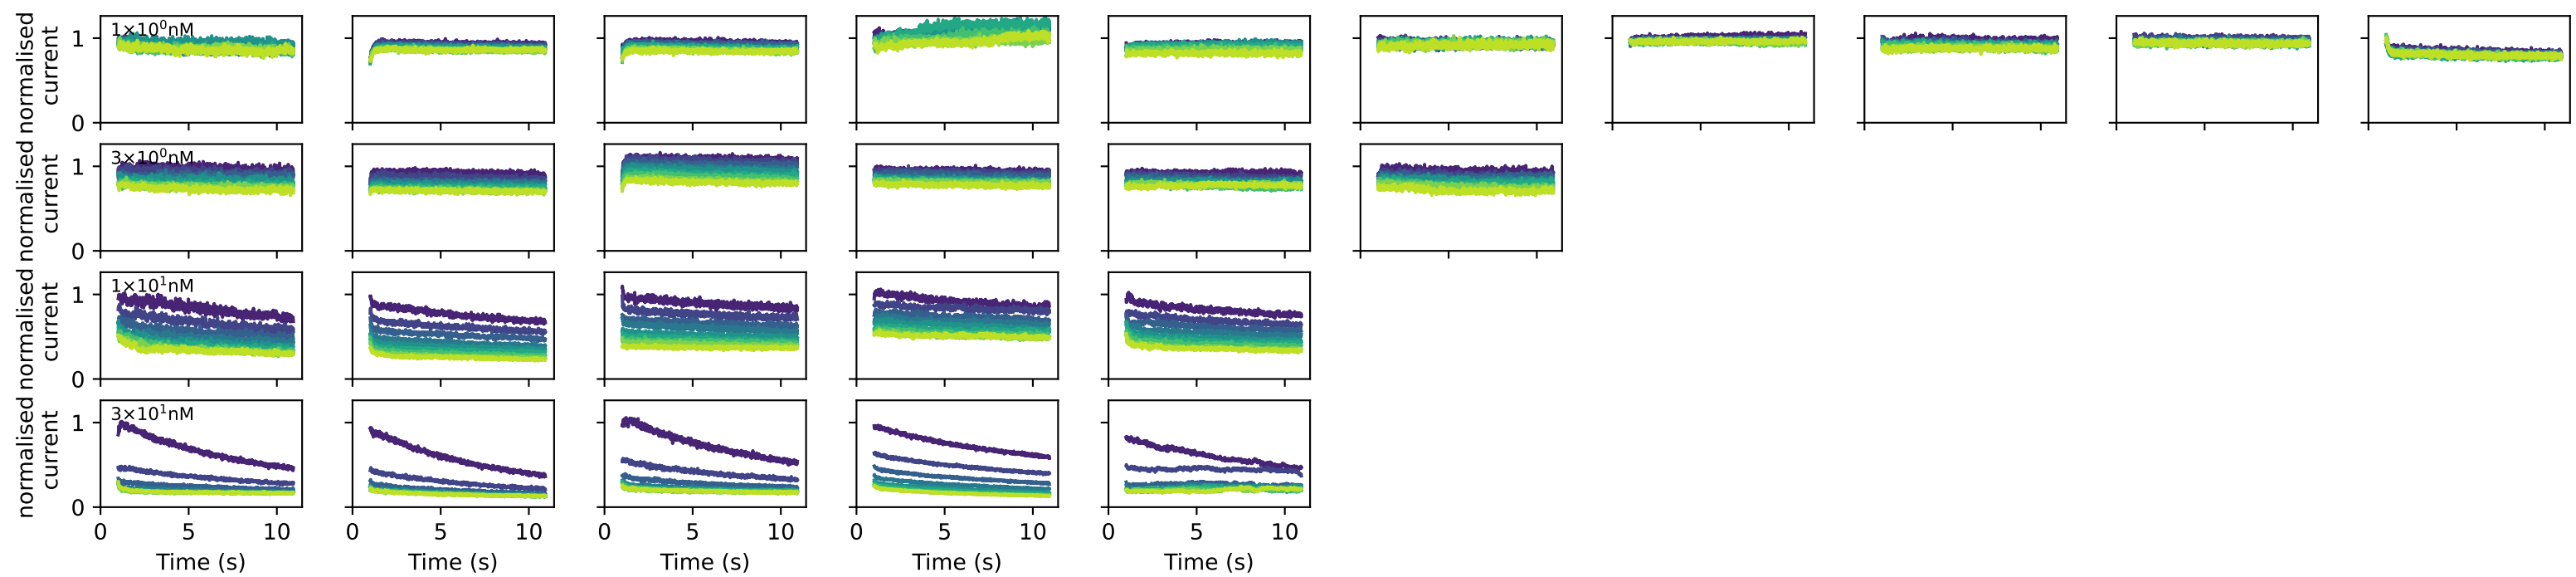 normalised
current
1
0
1×10⁰nM
normalised
current
1
0
3×10⁰nM
normalised
current
1
0
1×10¹nM
normalised
current
1
0
3×10¹nM
0 5 10 0 5 10 0 5 10 0 5 10 0 5 10
Time (s) Time (s) Time (s) Time (s) Time (s)